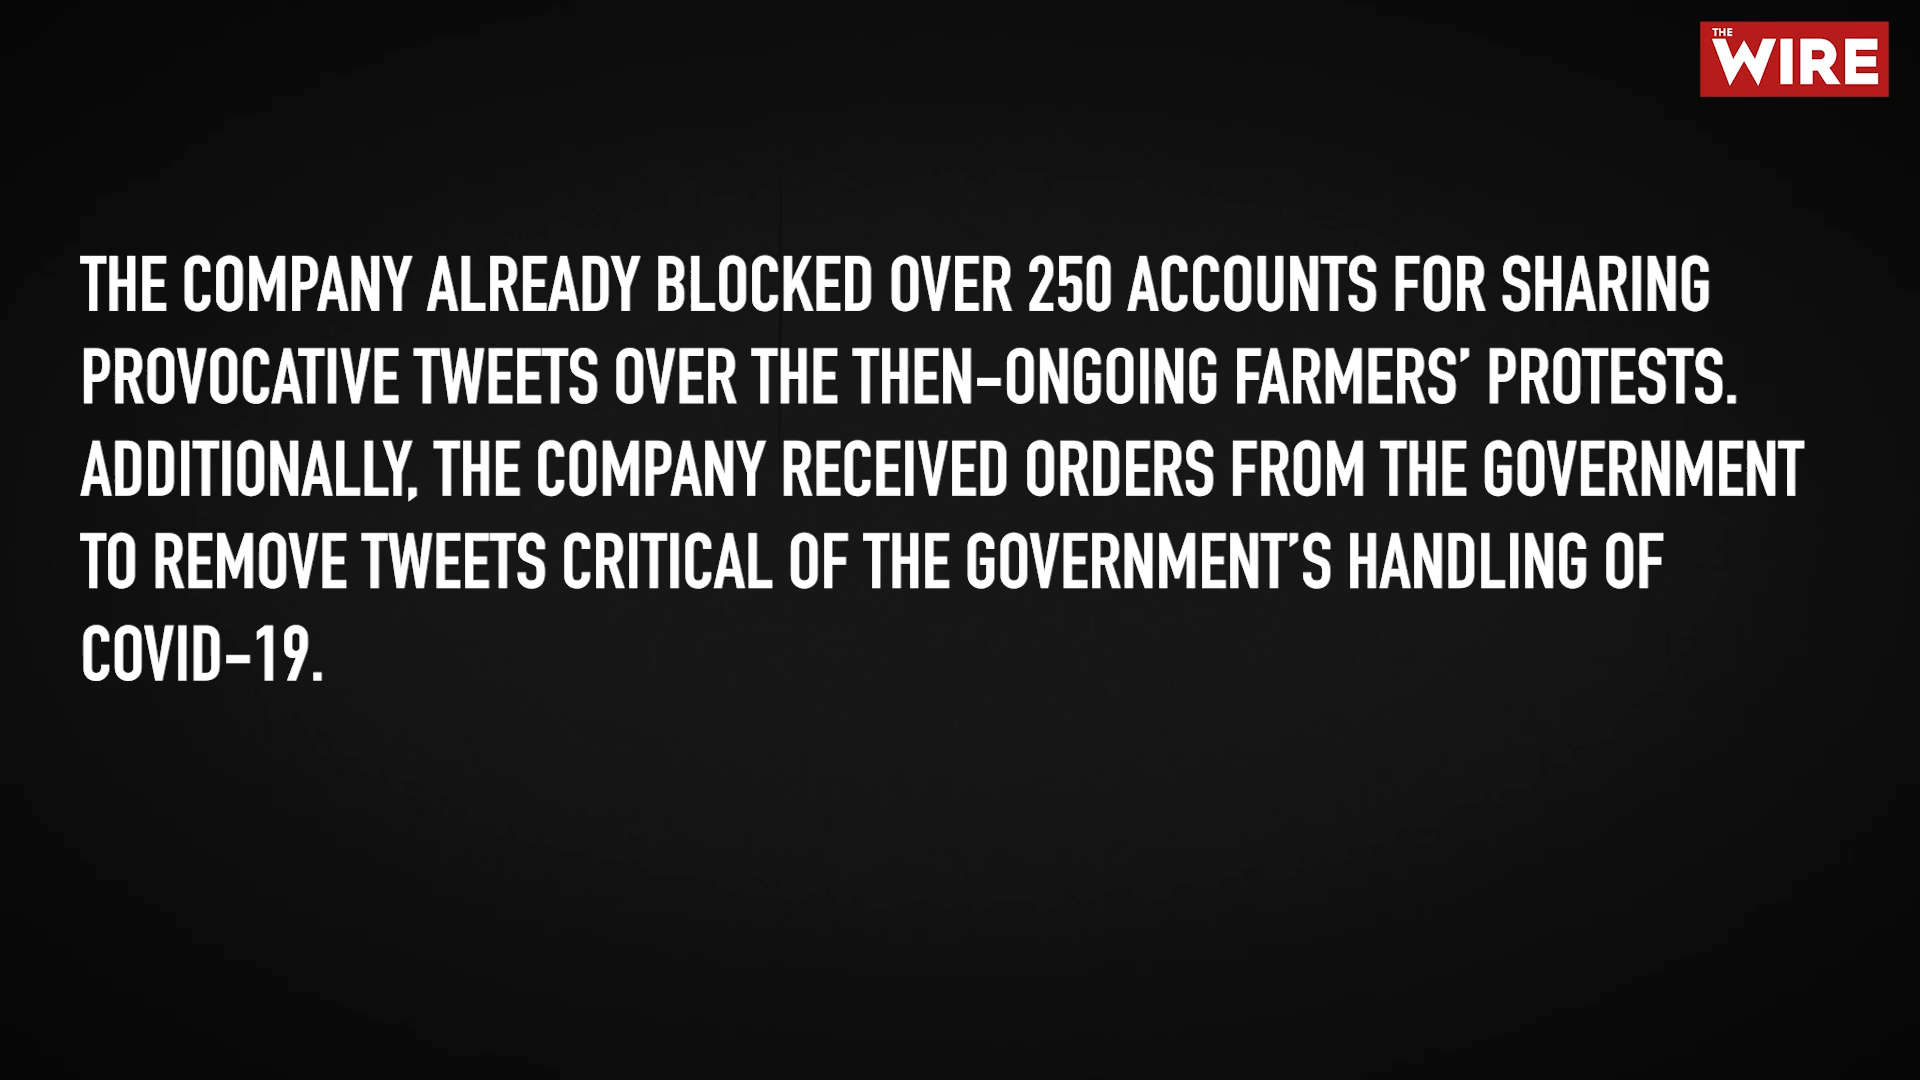 THE
WIRE
THE COMPANY ALREADY BLOCKED OVER 250 ACCOUNTS FOR SHARING
PROVOCATIVE TWEETS OVER THE THEN-ONGOING FARMERS’ PROTESTS.
ADDITIONALLY, THE COMPANY RECEIVED ORDERS FROM THE GOVERNMENT
TO REMOVE TWEETS CRITICAL OF THE GOVERNMENT’S HANDLING OF
COVID-19.